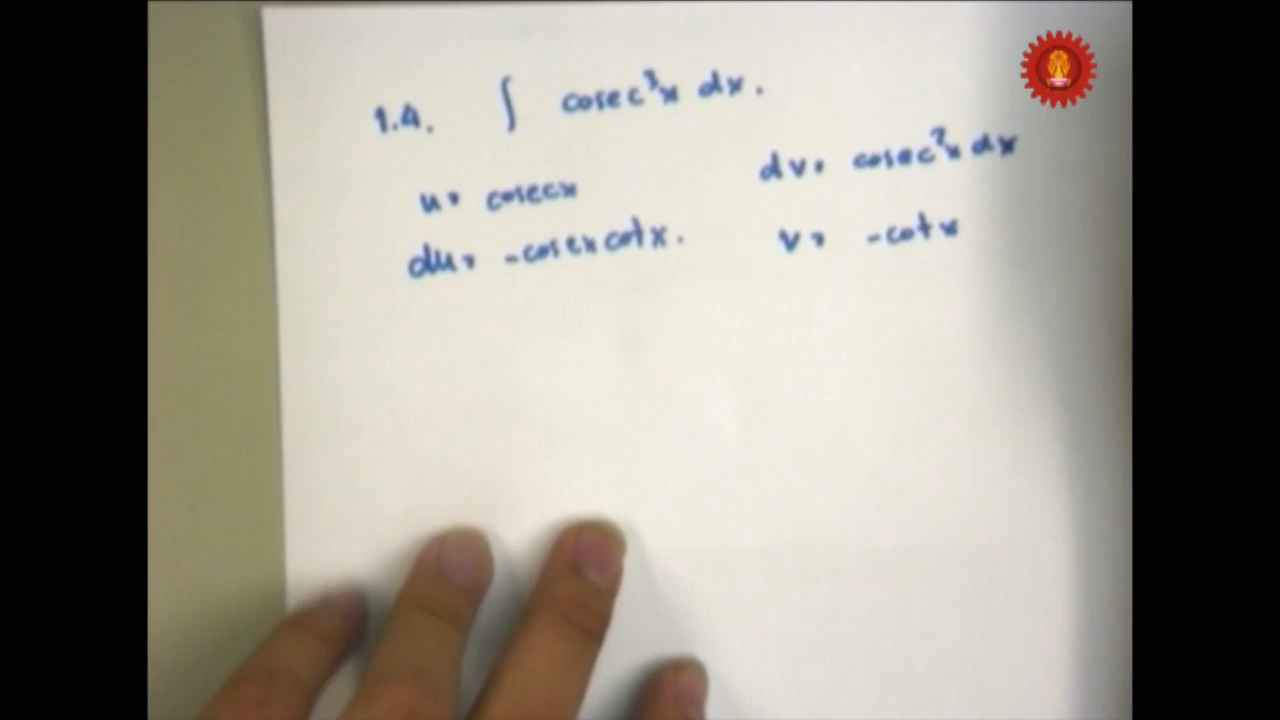 1.4. ∫ cosec³x dx.
u = cosecx dv = cosec²x dx
du = -cosecx cotx. v = -cotx